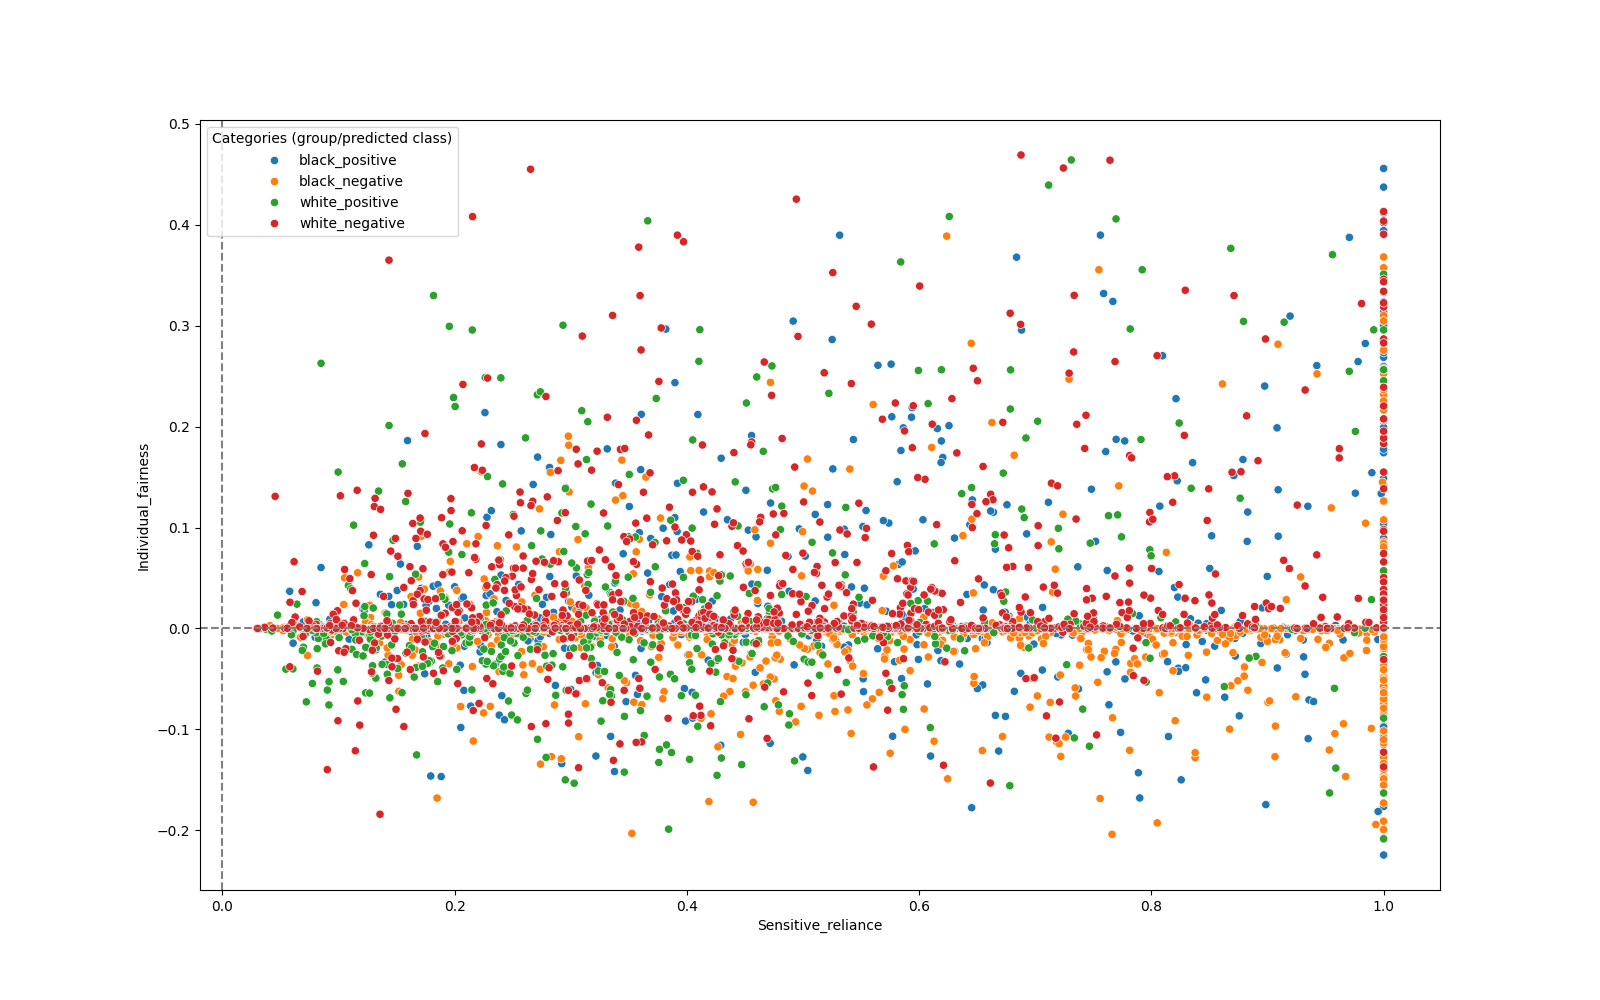 Categories (group/predicted class)
black_positive
black_negative
white_positive
white_negative
0.5
0.4
0.3
0.2
0.1
0.0
−0.1
−0.2
Individual_fairness
0.0 0.2 0.4 0.6 0.8 1.0
Sensitive_reliance